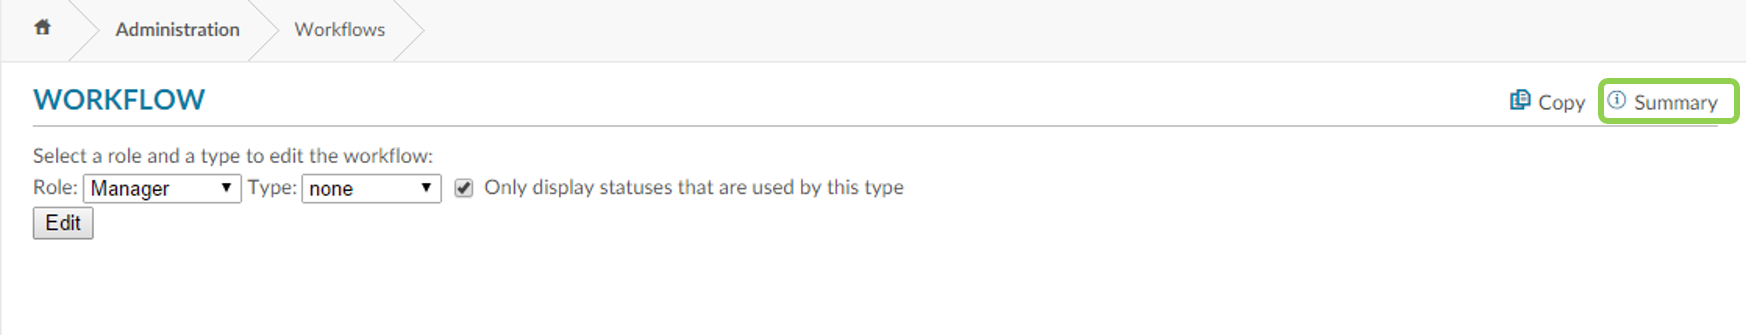 Administration Workflows
WORKFLOW
Copy Summary
Select a role and a type to edit the workflow:
Role: Manager Type: none Only display statuses that are used by this type
Edit